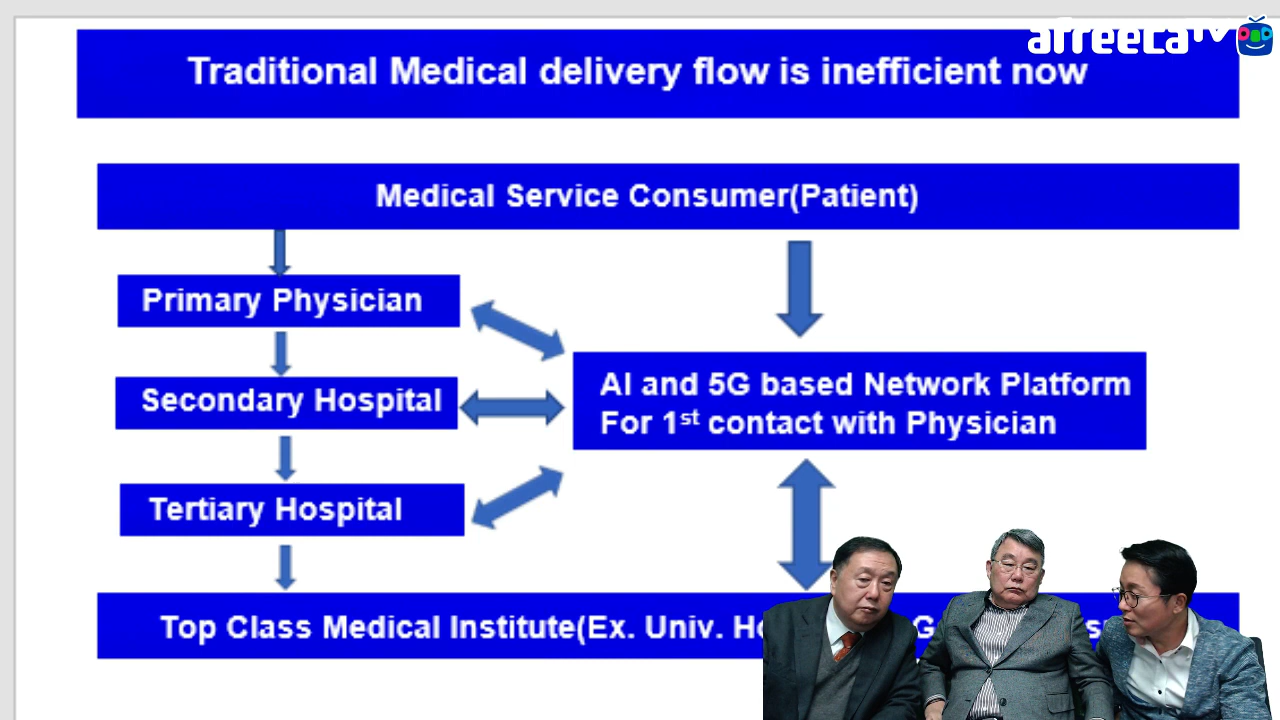 afreecaTV
Traditional Medical delivery flow is inefficient now
Medical Service Consumer(Patient)
Primary Physician
Secondary Hospital
Tertiary Hospital
AI and 5G based Network Platform
For 1st contact with Physician
Top Class Medical Institute(Ex. Univ.